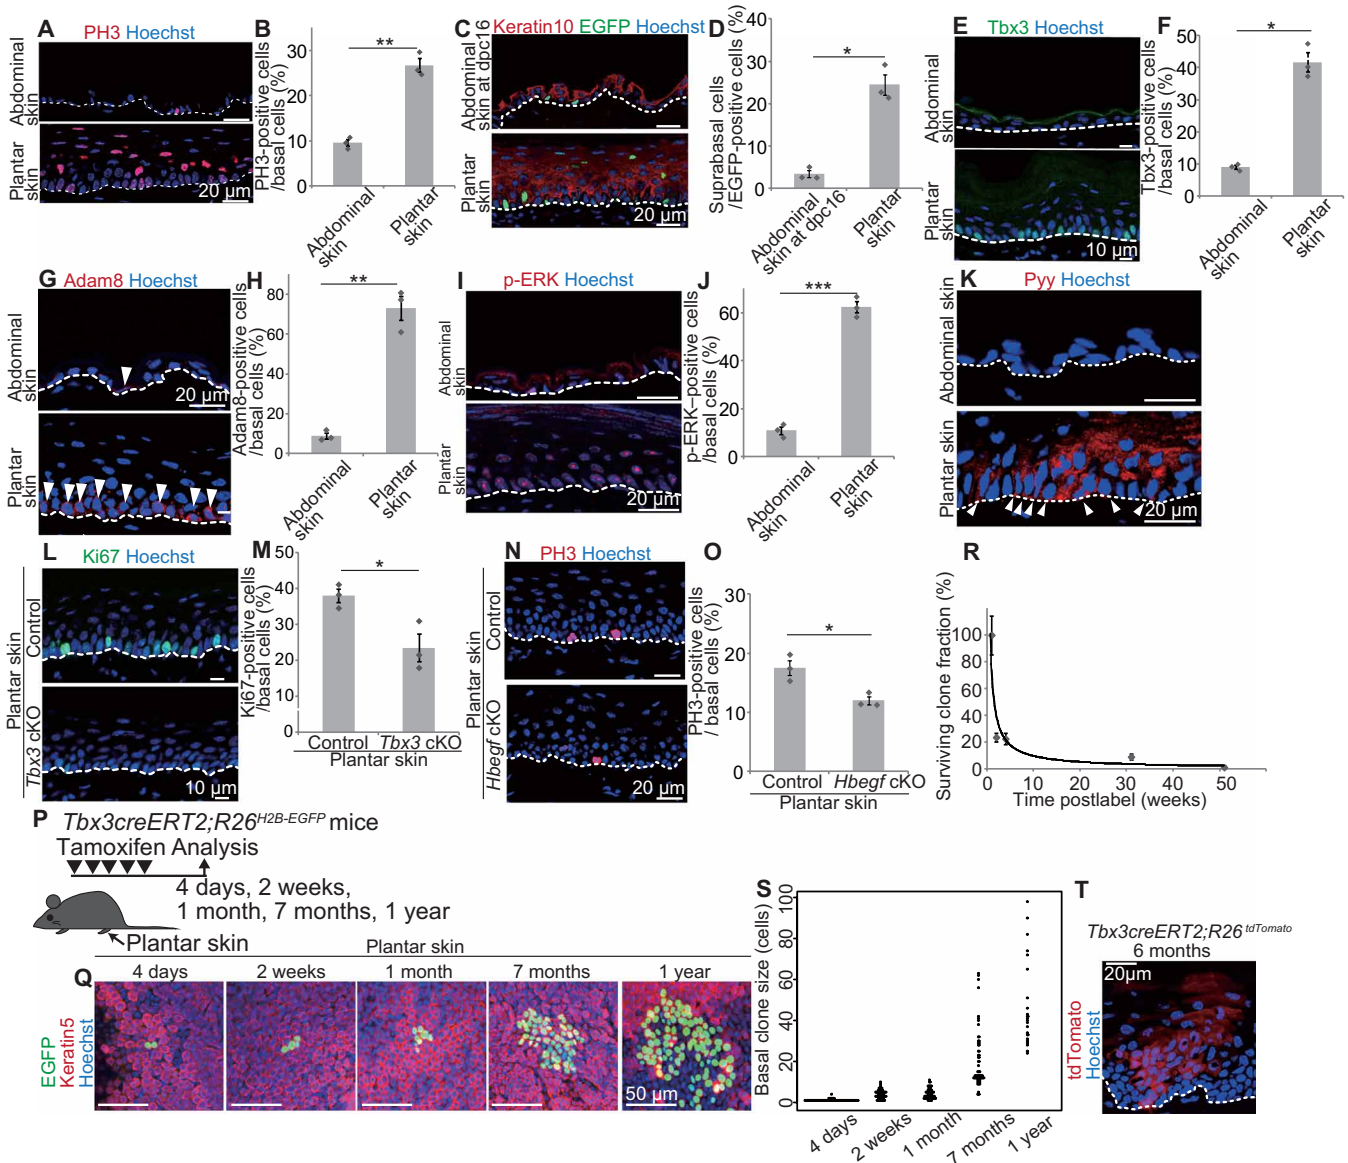 A
PH3 Hoechst
Abdominal
skin
Plantar
skin
20 µm
B
PH3-positive cells
/basal cells (%)
30
20
10
0
**
Abdominal
skin
Plantar
skin
C
Keratin10 EGFP Hoechst
Abdominal
skin at dpc16
Plantar
skin
20 µm
D
Suprabasal cells
/EGFP-positive cells (%)
40
30
20
10
0
*
Abdominal
skin at dpc16
Plantar
skin
E
Tbx3 Hoechst
Abdominal
skin
Plantar
skin
10 µm
F
Tbx3-positive cells
/basal cells (%)
50
40
30
20
10
0
*
Abdominal
skin
Plantar
skin
G
Adam8 Hoechst
Abdominal
skin
20 µm
Plantar
skin
H
Adam8-positive cells
/basal cells (%)
80
60
40
20
0
**
Abdominal
skin
Plantar
skin
I
p-ERK Hoechst
Abdominal
skin
Plantar
skin
20 µm
J
p-ERK–positive cells
/basal cells (%)
60
40
20
0
***
Abdominal
skin
Plantar
skin
K
Pyy Hoechst
Abdominal skin
Plantar skin
20 µm
L
Ki67 Hoechst
Plantar skin
Control
Tbx3 cKO
10 µm
M
Ki67-positive cells
/basal cells (%)
50
40
30
20
10
0
*
Control Tbx3 cKO
Plantar skin
N
PH3 Hoechst
Plantar skin
Control
Hbegf cKO
20 µm
O
PH3-positive cells
/ basal cells (%)
30
20
10
0
*
Control Hbegf cKO
Plantar skin
R
Surviving clone fraction (%)
100
80
60
40
20
0
0 10 20 30 40 50
Time postlabel (weeks)
P
Tbx3creERT2;R26H2B-EGFP mice
Tamoxifen Analysis
4 days, 2 weeks,
1 month, 7 months, 1 year
Plantar skin
Q
Plantar skin
4 days 2 weeks 1 month 7 months 1 year
EGFP
Keratin5
Hoechst
50 µm
S
Basal clone size (cells)
100
80
60
40
20
0
4 days
2 weeks
1 month
7 months
1 year
T
Tbx3creERT2;R26tdTomato
6 months
20µm
tdTomato
Hoechst